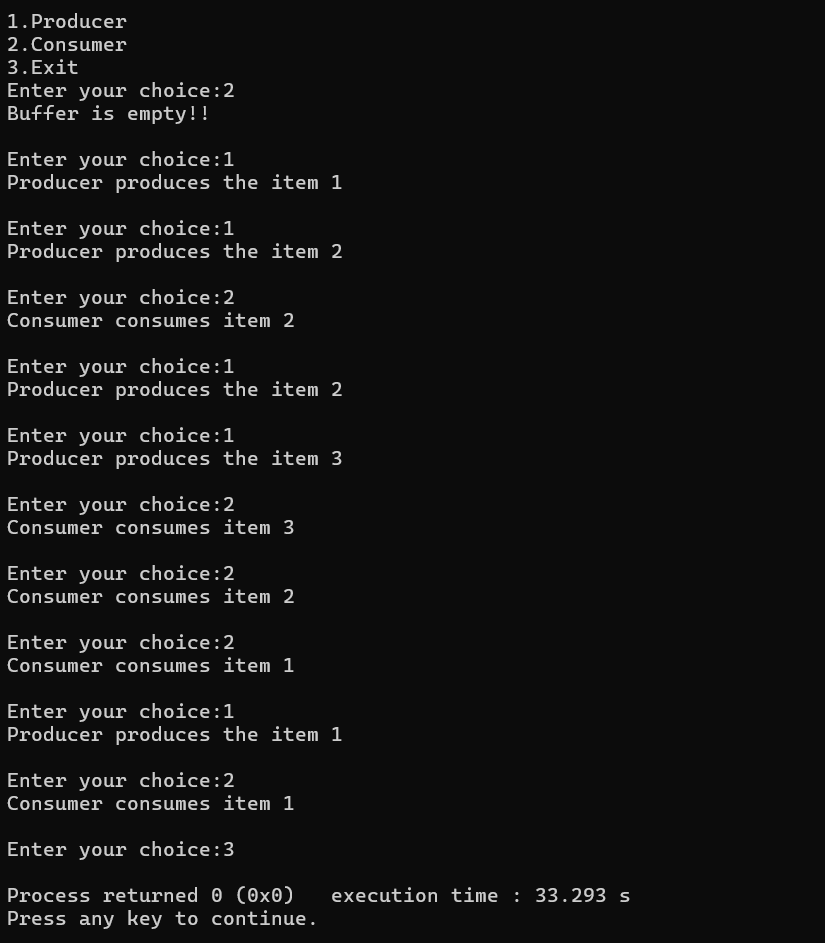 1.Producer
2.Consumer
3.Exit
Enter your choice:2
Buffer is empty!!
Enter your choice:1
Producer produces the item 1
Enter your choice:1
Producer produces the item 2
Enter your choice:2
Consumer consumes item 2
Enter your choice:1
Producer produces the item 2
Enter your choice:1
Producer produces the item 3
Enter your choice:2
Consumer consumes item 3
Enter your choice:2
Consumer consumes item 2
Enter your choice:2
Consumer consumes item 1
Enter your choice:1
Producer produces the item 1
Enter your choice:2
Consumer consumes item 1
Enter your choice:3
Process returned 0 (0x0)   execution time : 33.293 s
Press any key to continue.